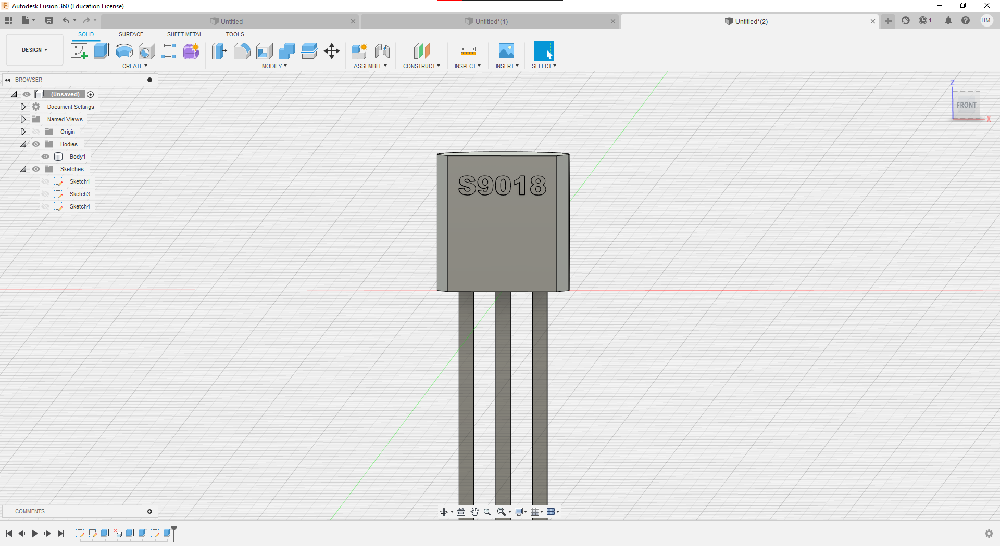 Autodesk Fusion 360 (Education License)
Untitled
Untitled*(1)
Untitled*(2)
1
HM
DESIGN
SOLID
SURFACE
SHEET METAL
TOOLS
CREATE
MODIFY
ASSEMBLE
CONSTRUCT
INSPECT
INSERT
SELECT
BROWSER
(Unsaved)
Document Settings
Named Views
Origin
Bodies
Body1
Sketches
Sketch1
Sketch3
Sketch4
Z
FRONT
X
S9018
COMMENTS